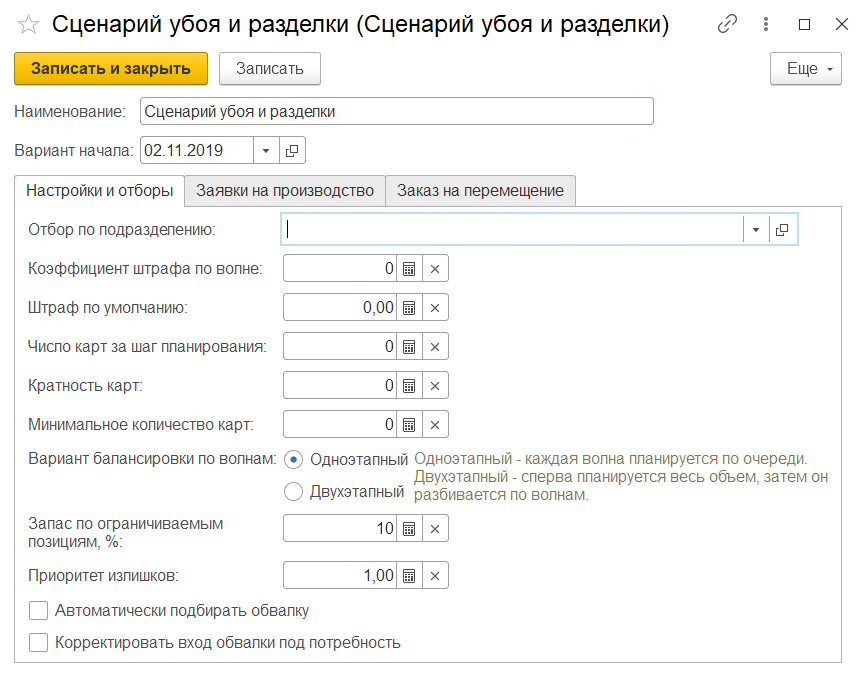 Сценарий убоя и разделки (Сценарий убоя и разделки)
Записать и закрыть Записать Еще
Наименование: Сценарий убоя и разделки
Вариант начала: 02.11.2019
Настройки и отборы Заявки на производство Заказ на перемещение
Отбор по подразделению:
Коэффициент штрафа по волне: 0
Штраф по умолчанию: 0,00
Число карт за шаг планирования: 0
Кратность карт: 0
Минимальное количество карт: 0
Вариант балансировки по волнам: Одноэтапный Одноэтапный - каждая волна планируется по очереди.
Двухэтапный - сперва планируется весь объем, затем он
Двухэтапный разбивается по волнам.
Запас по ограничиваемым
позициям, %: 10
Приоритет излишков: 1,00
Автоматически подбирать обвалку
Корректировать вход обвалки под потребность